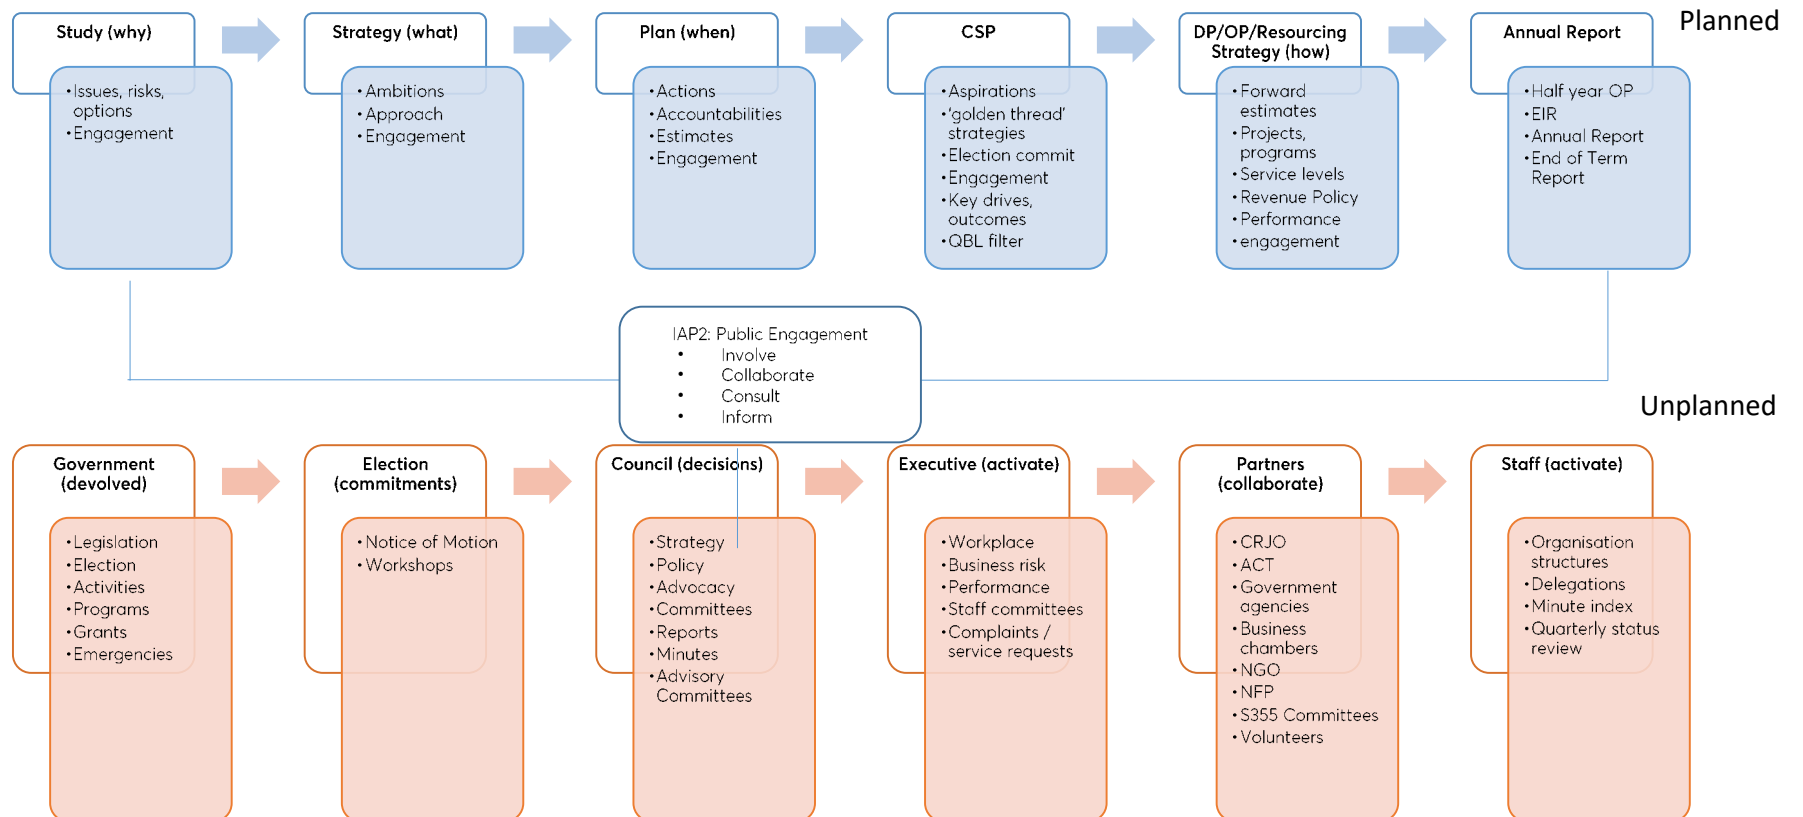 Planned
Study (why)
•Issues, risks,
options
•Engagement
Strategy (what)
•Ambitions
•Approach
•Engagement
Plan (when)
•Actions
•Accountabilities
•Estimates
•Engagement
CSP
•Aspirations
•‘golden thread’
strategies
•Election commit
•Engagement
•Key drives,
outcomes
•QBL filter
DP/OP/Resourcing
Strategy (how)
•Forward
estimates
•Projects,
programs
•Service levels
•Revenue Policy
•Performance
•engagement
Annual Report
•Half year OP
•EIR
•Annual Report
•End of Term
Report
IAP2: Public Engagement
• Involve
• Collaborate
• Consult
• Inform
Unplanned
Government
(devolved)
•Legislation
•Election
•Activities
•Programs
•Grants
•Emergencies
Election
(commitments)
•Notice of Motion
•Workshops
Council (decisions)
•Strategy
•Policy
•Advocacy
•Committees
•Reports
•Minutes
•Advisory
Committees
Executive (activate)
•Workplace
•Business risk
•Performance
•Staff committees
•Complaints /
service requests
Partners
(collaborate)
•CRJO
•ACT
•Government
agencies
•Business
chambers
•NGO
•NFP
•S355 Committees
•Volunteers
Staff (activate)
•Organisation
structures
•Delegations
•Minute index
•Quarterly status
review